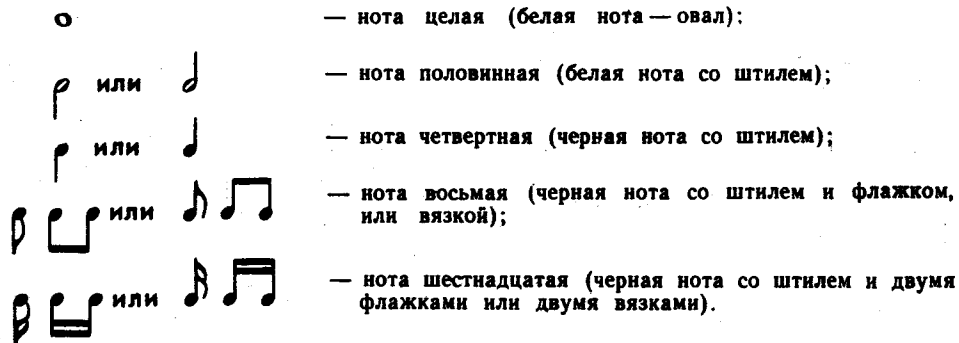 — нота целая (белая нота — овал):
или — нота половинная (белая нота со штилем);
или — нота четвертная (черная нота со штилем);
или — нота восьмая (черная нота со штилем и флажком,
или вязкой);
или — нота шестнадцатая (черная нота со штилем и двумя
флажками или двумя вязками).